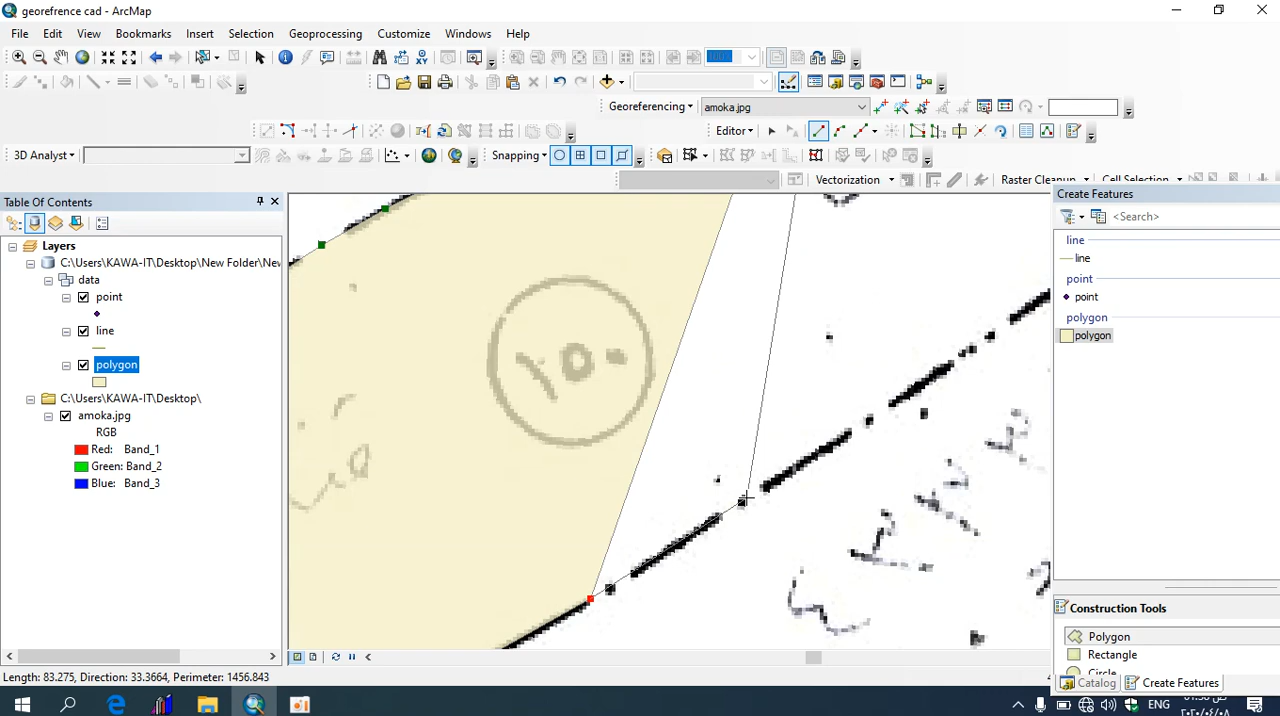 georefrence cad - ArcMap
File Edit View Bookmarks Insert Selection Geoprocessing Customize Windows Help
Georeferencing amoka.jpg
Editor
3D Analyst Snapping
Vectorization Raster Cleanup Cell Selection
Table Of Contents
Layers
C:\Users\KAWA-IT\Desktop\New Folder\New
data
point
line
polygon
C:\Users\KAWA-IT\Desktop\
amoka.jpg
RGB
Red: Band_1
Green: Band_2
Blue: Band_3
١٥٠
Create Features
<Search>
line
line
point
point
polygon
polygon
Construction Tools
Polygon
Rectangle
Circle
Catalog Create Features
Length: 83.275, Direction: 33.3664, Perimeter: 1456.843
ENG
٢٠٢٠/٠٦/٠٨